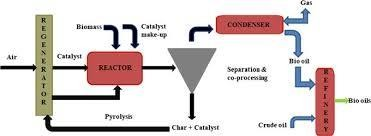 Gas
Biomass
Catalyst
make-up
CONDENSER
Air
REGENERATOR
Catalyst
REACTOR
Separation &
co-processing
Bio oil
REFINERY
Bio oils
Crude oil
Pyrolysis
Char + Catalyst